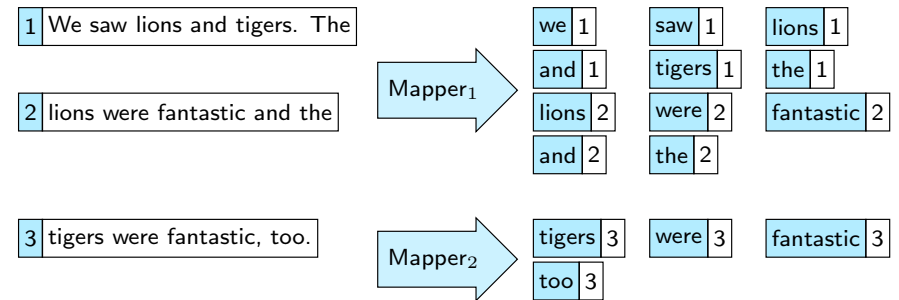 1 We saw lions and tigers. The
2 lions were fantastic and the
Mapper1
we 1 saw 1 lions 1
and 1 tigers 1 the 1
lions 2 were 2 fantastic 2
and 2 the 2
3 tigers were fantastic, too.
Mapper2
tigers 3 were 3 fantastic 3
too 3